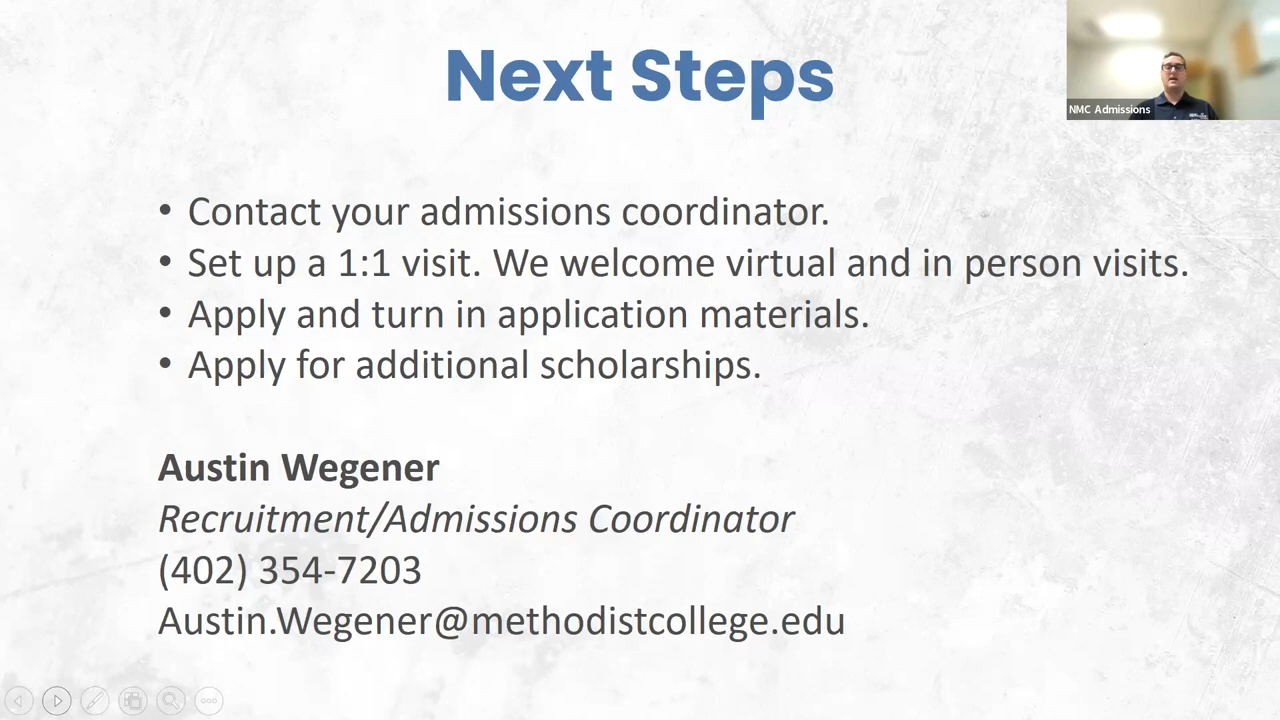 Next Steps
NMC Admissions
• Contact your admissions coordinator.
• Set up a 1:1 visit. We welcome virtual and in person visits.
• Apply and turn in application materials.
• Apply for additional scholarships.
Austin Wegener
Recruitment/Admissions Coordinator
(402) 354-7203
Austin.Wegener@methodistcollege.edu